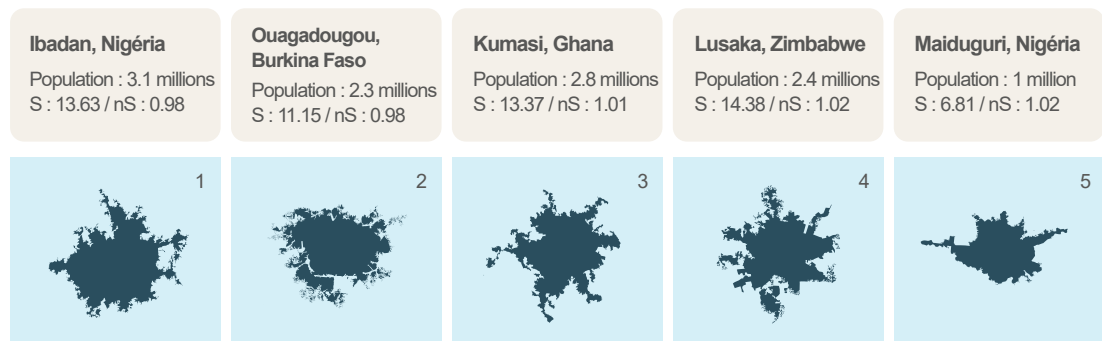 Ibadan, Nigéria
Population : 3.1 millions
S : 13.63 / nS : 0.98
Ouagadougou,
Burkina Faso
Population : 2.3 millions
S : 11.15 / nS : 0.98
Kumasi, Ghana
Population : 2.8 millions
S : 13.37 / nS : 1.01
Lusaka, Zimbabwe
Population : 2.4 millions
S : 14.38 / nS : 1.02
Maiduguri, Nigéria
Population : 1 million
S : 6.81 / nS : 1.02
1
2
3
4
5